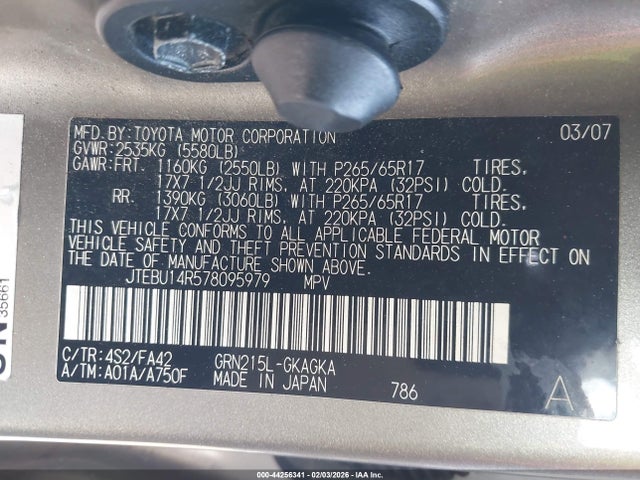 MFD. BY: TOYOTA MOTOR CORPORATION 03/07
GVWR: 2535KG (5580LB)
GAWR: FRT. 1160KG (2550LB) WITH P265/65R17 TIRES,
17X7 1/2JJ RIMS, AT 220KPA (32PSI) COLD.
RR. 1390KG (3060LB) WITH P265/65R17 TIRES,
17X7 1/2JJ RIMS, AT 220KPA (32PSI) COLD.
THIS VEHICLE CONFORMS TO ALL APPLICABLE FEDERAL MOTOR
VEHICLE SAFETY AND THEFT PREVENTION STANDARDS IN EFFECT ON
THE DATE OF MANUFACTURE SHOWN ABOVE.
JTEBU14R578095979 MPV
C/TR: 4S2/FA42 GRN215L-GKAGKA
A/TM: A01A/A750F MADE IN JAPAN 786 A
35661
000-44256341 - 02/03/2026 - IAA Inc.